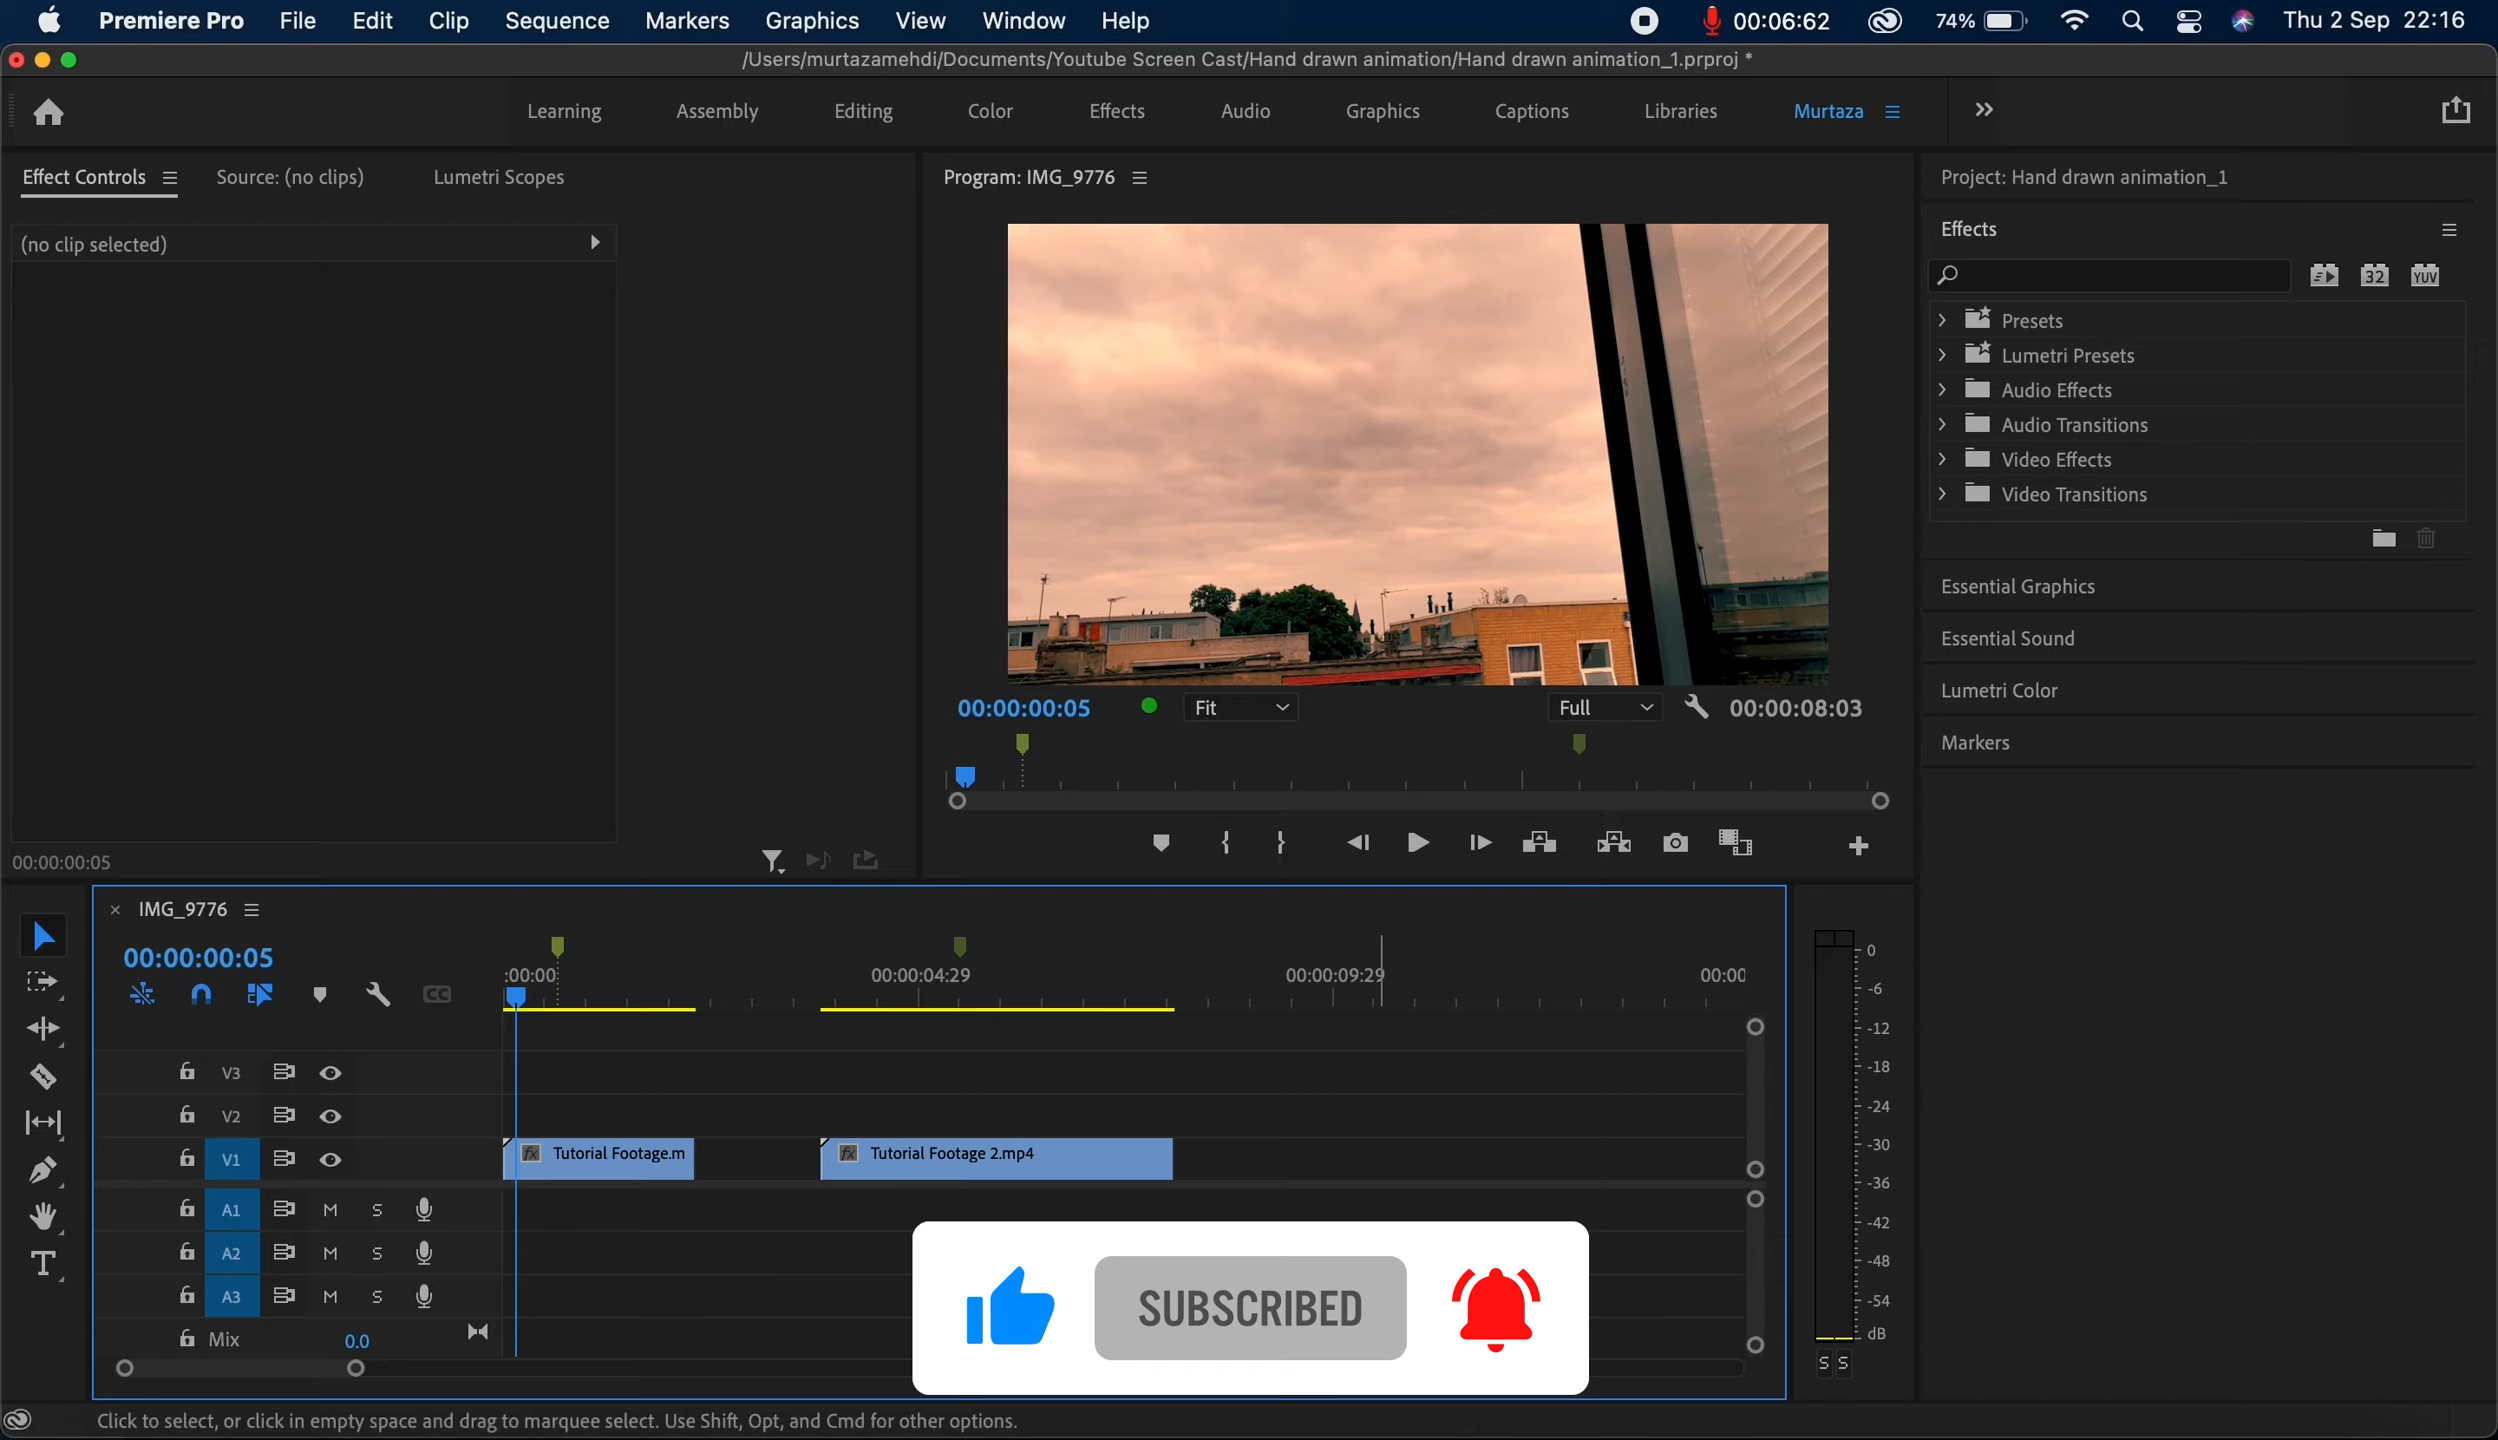 Premiere Pro File Edit Clip Sequence Markers Graphics View Window Help 00:06:62 74% Thu 2 Sep 22:16
/Users/murtazamehdi/Documents/Youtube Screen Cast/Hand drawn animation/Hand drawn animation_1.prproj *
Learning Assembly Editing Color Effects Audio Graphics Captions Libraries Murtaza
Effect Controls Source: (no clips) Lumetri Scopes
(no clip selected)
00:00:00:05
Program: IMG_9776
00:00:00:05 Fit Full 00:00:08:03
Project: Hand drawn animation_1
Effects
32 YUV
Presets
Lumetri Presets
Audio Effects
Audio Transitions
Video Effects
Video Transitions
Essential Graphics
Essential Sound
Lumetri Color
Markers
× IMG_9776
00:00:00:05
CC
:00:00 00:00:04:29 00:00:09:29 00:00
V3
V2
V1 fx Tutorial Footage.m fx Tutorial Footage 2.mp4
A1 M S
A2 M S
A3 M S
Mix 0.0
SUBSCRIBED
0
-6
-12
-18
-24
-30
-36
-42
-48
-54
dB
S S
Click to select, or click in empty space and drag to marquee select. Use Shift, Opt, and Cmd for other options.